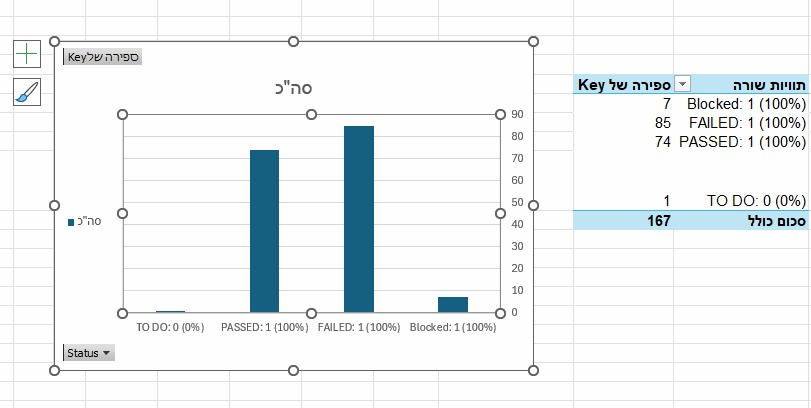 ספירה של Key
סה"כ
90
80
70
60
50
40
30
20
10
0
סה"כ
TO DO: 0 (0%) PASSED: 1 (100%) FAILED: 1 (100%) Blocked: 1 (100%)
Status
תוויות שורה ספירה של Key
Blocked: 1 (100%) 7
FAILED: 1 (100%) 85
PASSED: 1 (100%) 74
TO DO: 0 (0%) 1
סכום כולל 167